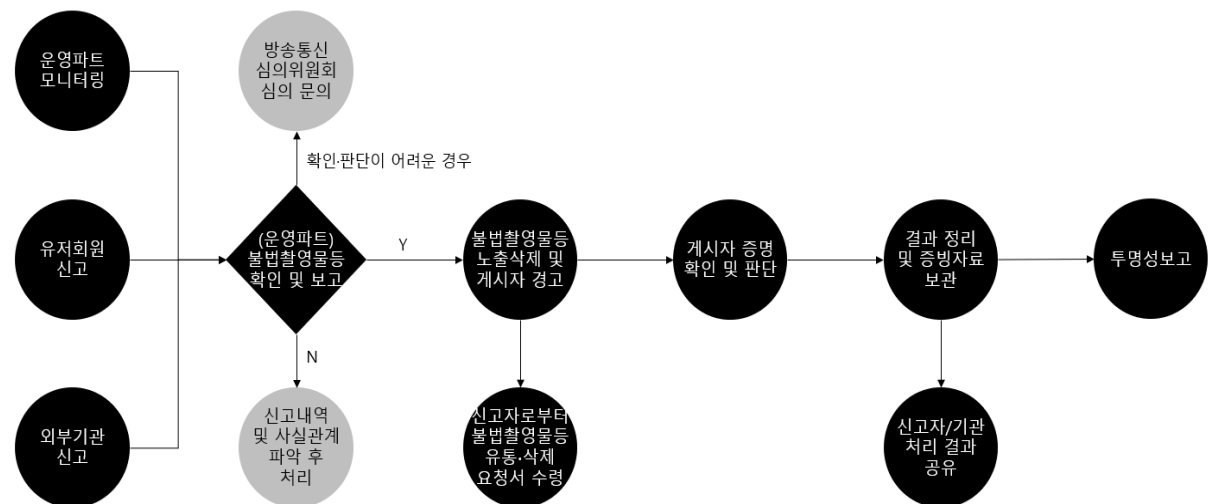 운영파트
모니터링
방송통신
심의위원회
심의 문의
확인·판단이 어려운 경우
유저회원
신고
(운영파트)
불법촬영물등
확인 및 보고
Y
불법촬영물등
노출삭제 및
게시자 경고
게시자 증명
확인 및 판단
결과 정리
및 증빙자료
보관
투명성보고
N
외부기관
신고
신고내역
및 사실관계
파악 후
처리
신고자로부터
불법촬영물등
유통·삭제
요청서 수령
신고자/기관
처리 결과
공유